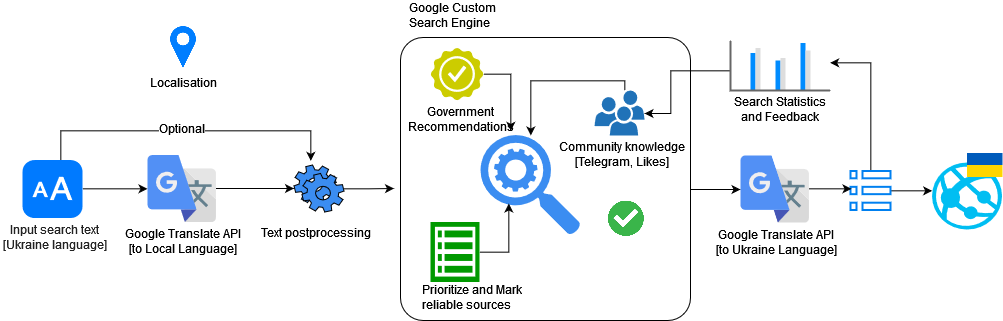 Google Custom
Search Engine
Localisation
Government
Recommendations
Search Statistics
and Feedback
Optional
Community knowledge
[Telegram, Likes]
AA
G
G
Input search text
[Ukraine language]
Google Translate API
[to Local Language]
Text postprocessing
Google Translate API
[to Ukraine Language]
Prioritize and Mark
reliable sources